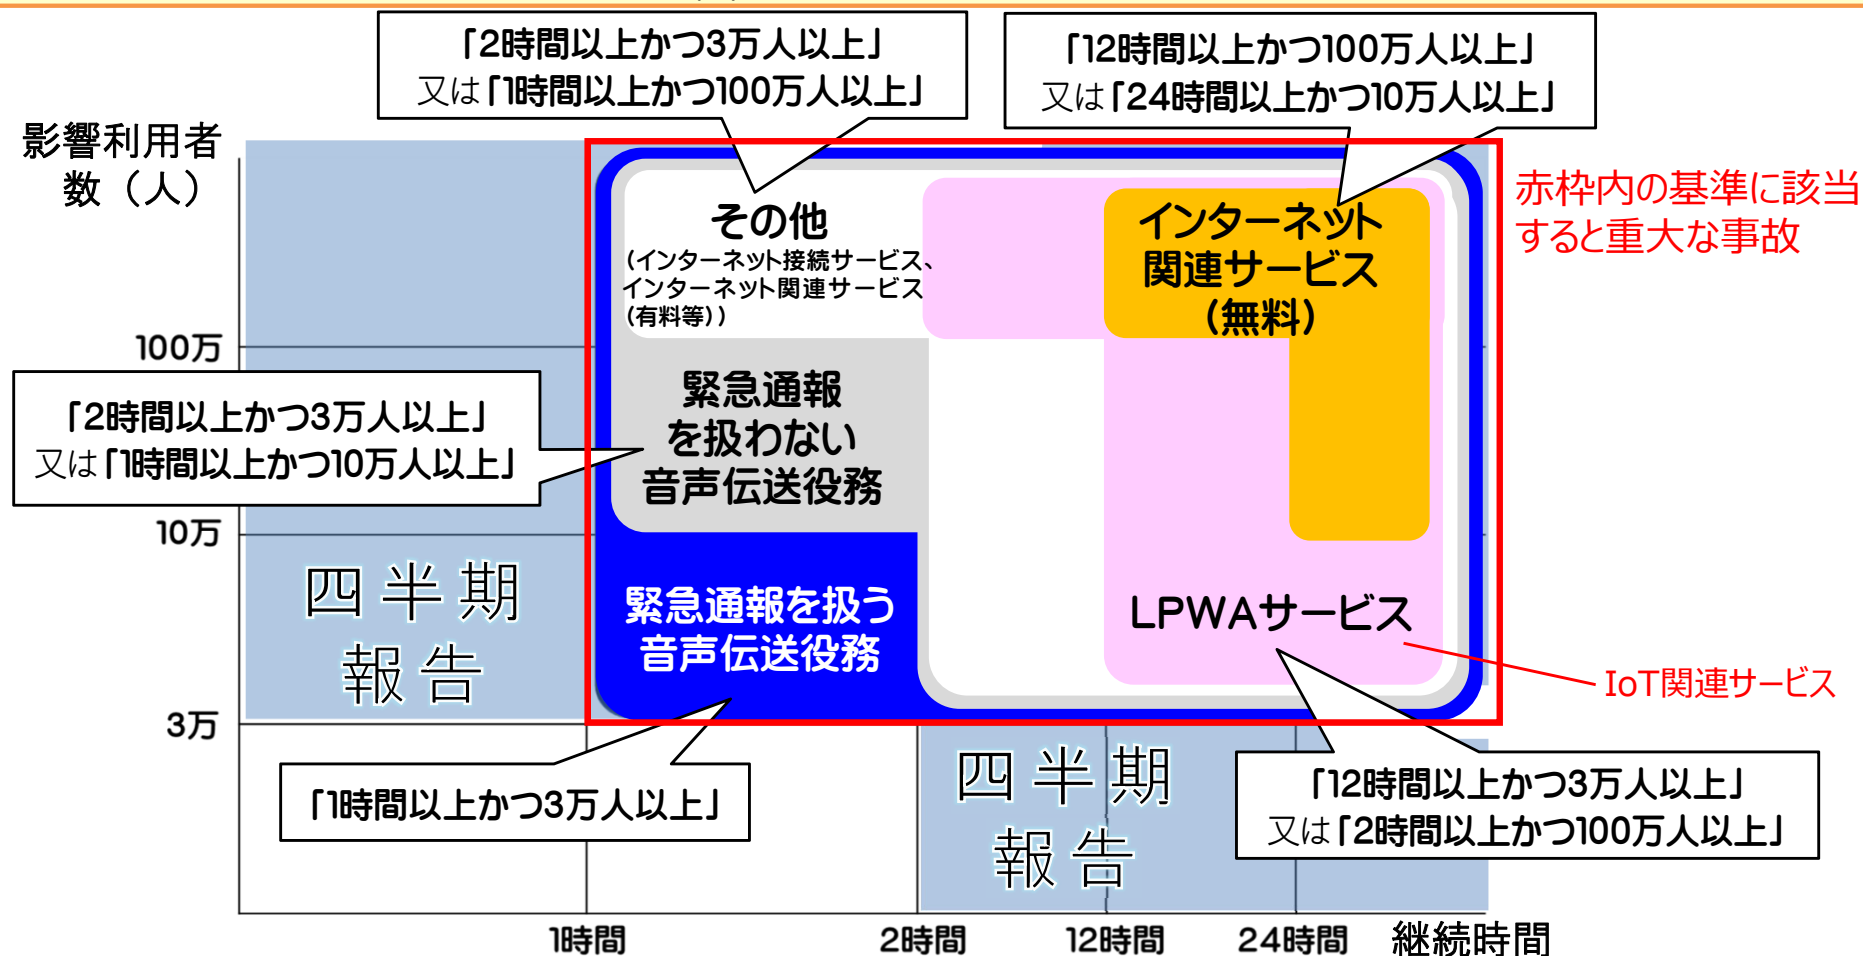 「2時間以上かつ3万人以上」
又は「1時間以上かつ100万人以上」
「12時間以上かつ100万人以上」
又は「24時間以上かつ10万人以上」
影響利用者
数（人）
赤枠内の基準に該当
すると重大な事故
その他
(インターネット接続サービス、
インターネット関連サービス
(有料等))
インターネット
関連サービス
(無料)
100万
緊急通報
を扱わない
音声伝送役務
「2時間以上かつ3万人以上」
又は「1時間以上かつ10万人以上」
10万
四半期
報告
緊急通報を扱う
音声伝送役務
LPWAサービス
IoT関連サービス
3万
「1時間以上かつ3万人以上」
四半期
報告
「12時間以上かつ3万人以上」
又は「2時間以上かつ100万人以上」
1時間
2時間
12時間
24時間
継続時間